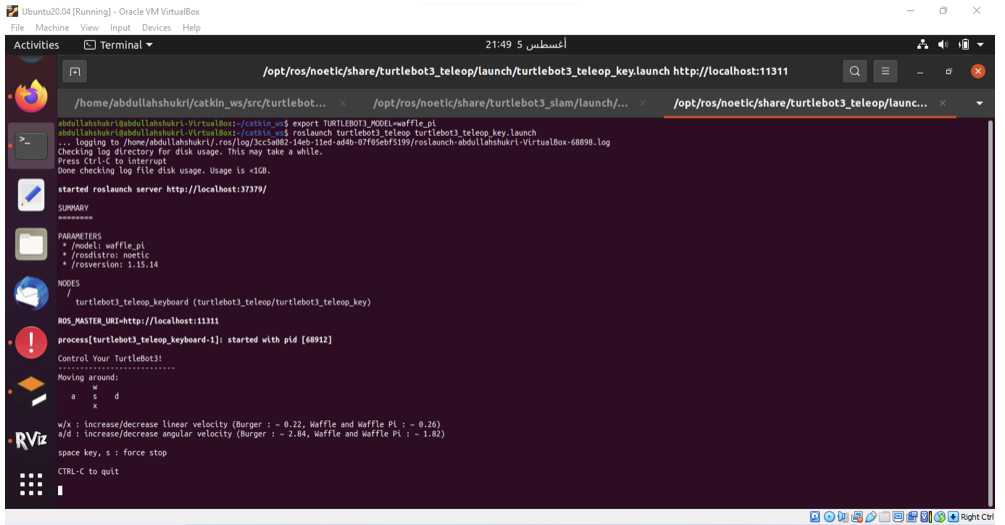 Ubuntu20.04 [Running] - Oracle VM VirtualBox
File Machine View Input Devices Help
Activities Terminal 21:49 5 أغسطس
/opt/ros/noetic/share/turtlebot3_teleop/launch/turtlebot3_teleop_key.launch http://localhost:11311
/home/abdullahshukri/catkin_ws/src/turtlebot... × /opt/ros/noetic/share/turtlebot3_slam/launch/... × /opt/ros/noetic/share/turtlebot3_teleop/launc... ×
abdullahshukri@abdullahshukri-VirtualBox:~/catkin_ws$ export TURTLEBOT3_MODEL=waffle_pi
abdullahshukri@abdullahshukri-VirtualBox:~/catkin_ws$ roslaunch turtlebot3_teleop turtlebot3_teleop_key.launch
... logging to /home/abdullahshukri/.ros/log/3cc5a082-14eb-11ed-ad4b-07f05ebf5199/roslaunch-abdullahshukri-VirtualBox-68898.log
Checking log directory for disk usage. This may take a while.
Press Ctrl-C to interrupt
Done checking log file disk usage. Usage is <1GB.
started roslaunch server http://localhost:37379/
SUMMARY
========
PARAMETERS
* /model: waffle_pi
* /rosdistro: noetic
* /rosversion: 1.15.14
NODES
/
turtlebot3_teleop_keyboard (turtlebot3_teleop/turtlebot3_teleop_key)
ROS_MASTER_URI=http://localhost:11311
process[turtlebot3_teleop_keyboard-1]: started with pid [68912]
Control Your TurtleBot3!
---------------------------
Moving around:
w
a s d
x
w/x : increase/decrease linear velocity (Burger : ~ 0.22, Waffle and Waffle Pi : ~ 0.26)
a/d : increase/decrease angular velocity (Burger : ~ 2.84, Waffle and Waffle Pi : ~ 1.82)
space key, s : force stop
CTRL-C to quit
RViz
Right Ctrl